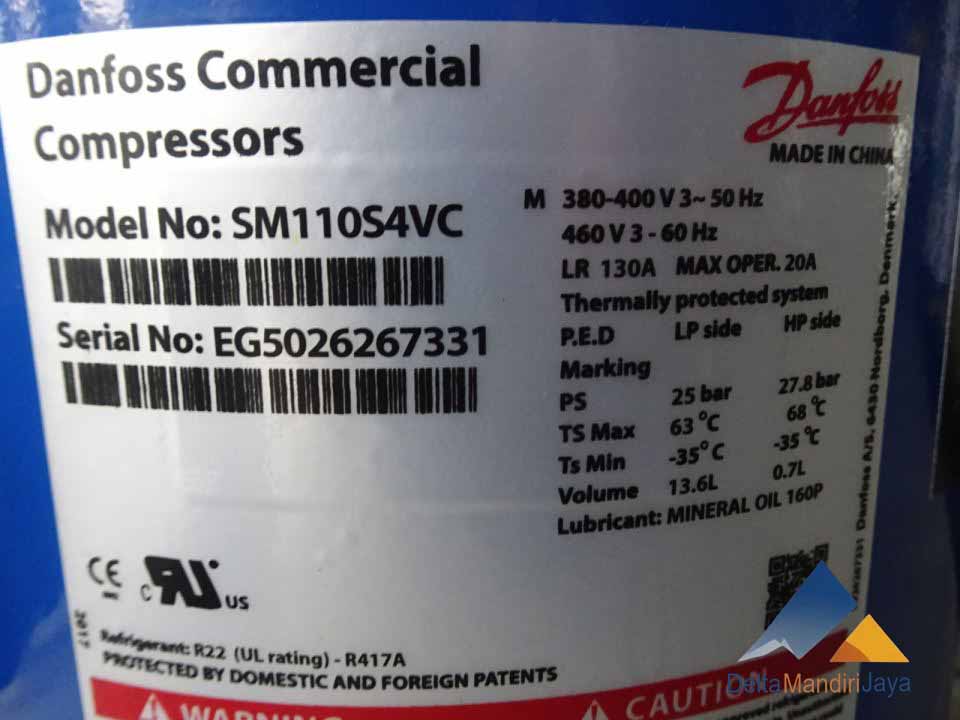 Danfoss Commercial
Compressors
Danfoss
MADE IN CHINA
Model No: SM110S4VC
Serial No: EG5026267331
M 380-400 V 3~ 50 Hz
460 V 3 - 60 Hz
LR 130A MAX OPER. 20A
Thermally protected system
P.E.D LP side HP side
Marking
PS 25 bar 27.8 bar
TS Max 63 °C 68 °C
Ts Min -35° C -35 °C
Volume 13.6L 0.7L
Lubricant: MINERAL OIL 160P
Danfoss A/S, 6430 Nordborg, Denmark.
CE
c RU US
2017
Refrigerant: R22 (UL rating) - R417A
PROTECTED BY DOMESTIC AND FOREIGN PATENTS
WARNING
CAUTION
DeltaMandiriJaya